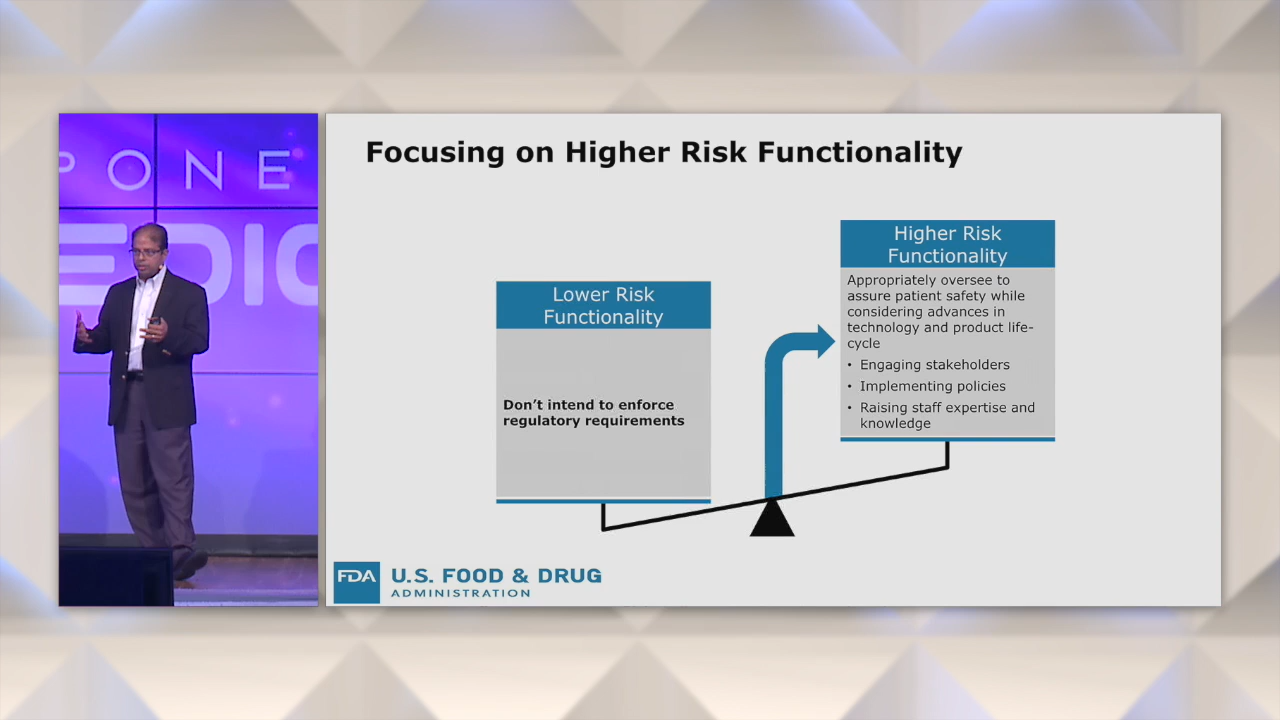 PONE
EDIC
Focusing on Higher Risk Functionality
Lower Risk
Functionality
Don't intend to enforce
regulatory requirements
Higher Risk
Functionality
Appropriately oversee to
assure patient safety while
considering advances in
technology and product life-
cycle
• Engaging stakeholders
• Implementing policies
• Raising staff expertise and
knowledge
FDA
U.S. FOOD & DRUG
ADMINISTRATION